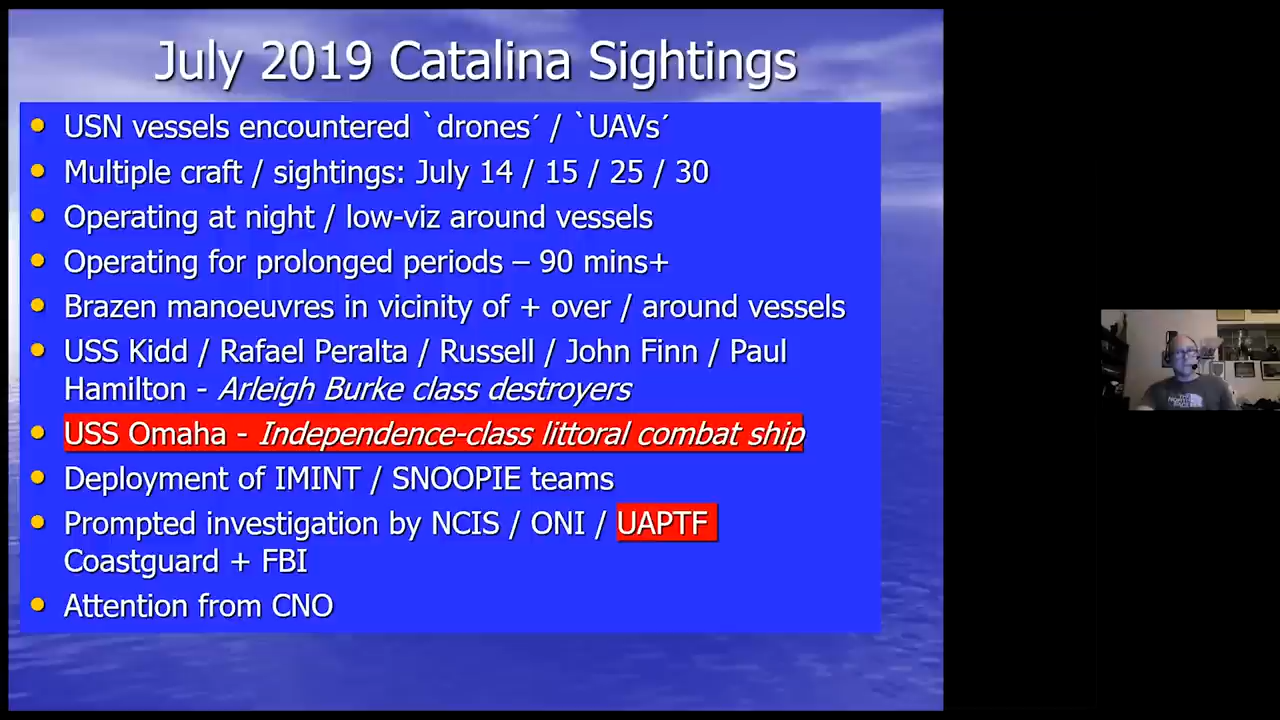 July 2019 Catalina Sightings
USN vessels encountered `drones´ / `UAVs´
Multiple craft / sightings: July 14 / 15 / 25 / 30
Operating at night / low-viz around vessels
Operating for prolonged periods – 90 mins+
Brazen manoeuvres in vicinity of + over / around vessels
USS Kidd / Rafael Peralta / Russell / John Finn / Paul
Hamilton - Arleigh Burke class destroyers
USS Omaha - Independence-class littoral combat ship
Deployment of IMINT / SNOOPIE teams
Prompted investigation by NCIS / ONI / UAPTF
Coastguard + FBI
Attention from CNO